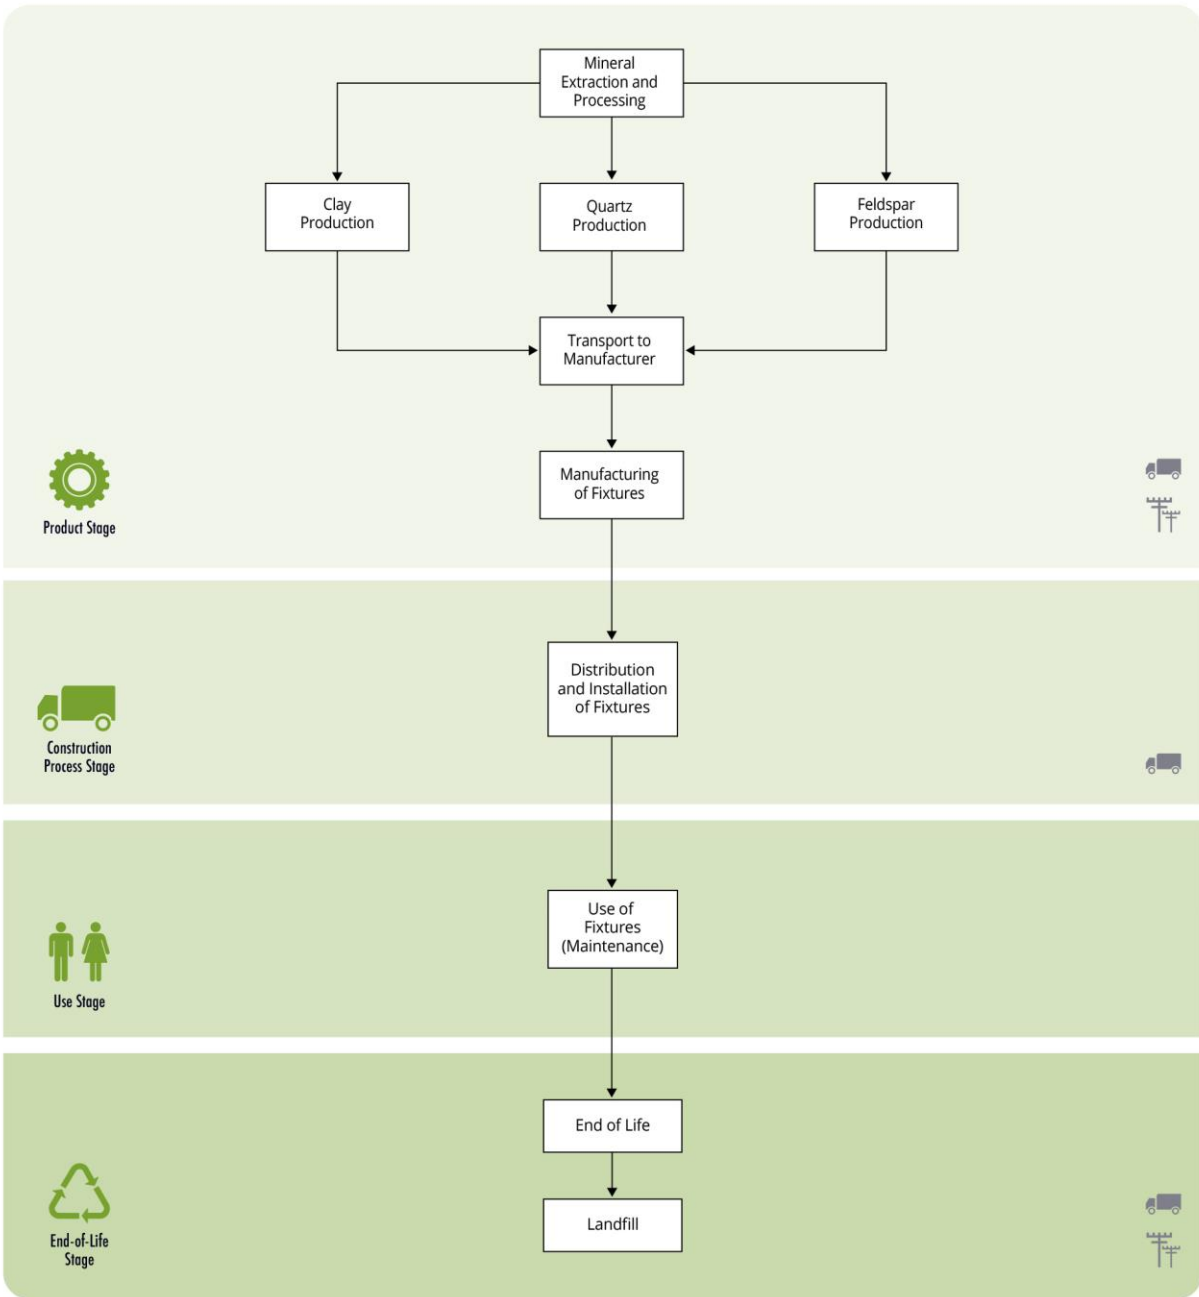 Mineral
Extraction and
Processing
Clay
Production
Quartz
Production
Feldspar
Production
Transport to
Manufacturer
Manufacturing
of Fixtures
Product Stage
Distribution
and Installation
of Fixtures
Construction
Process Stage
Use of
Fixtures
(Maintenance)
Use Stage
End of Life
Landfill
End-of-Life
Stage